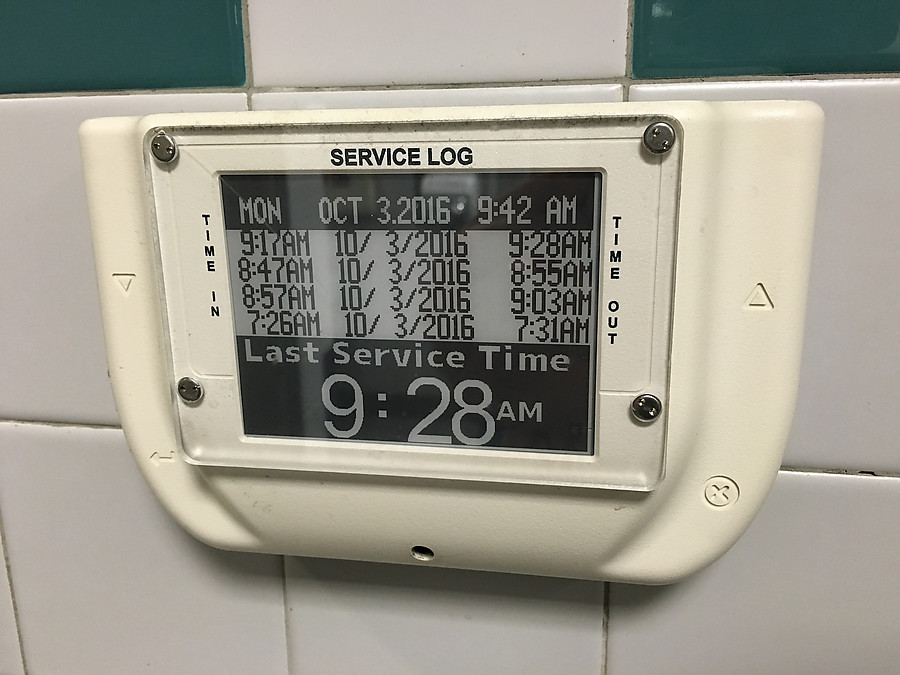 SERVICE LOG
TIME IN
TIME OUT
MON OCT 3.2016 9:42 AM
9:17AM 10/ 3/2016 9:28AM
8:47AM 10/ 3/2016 8:55AM
8:57AM 10/ 3/2016 9:03AM
7:26AM 10/ 3/2016 7:31AM
Last Service Time
9:28AM